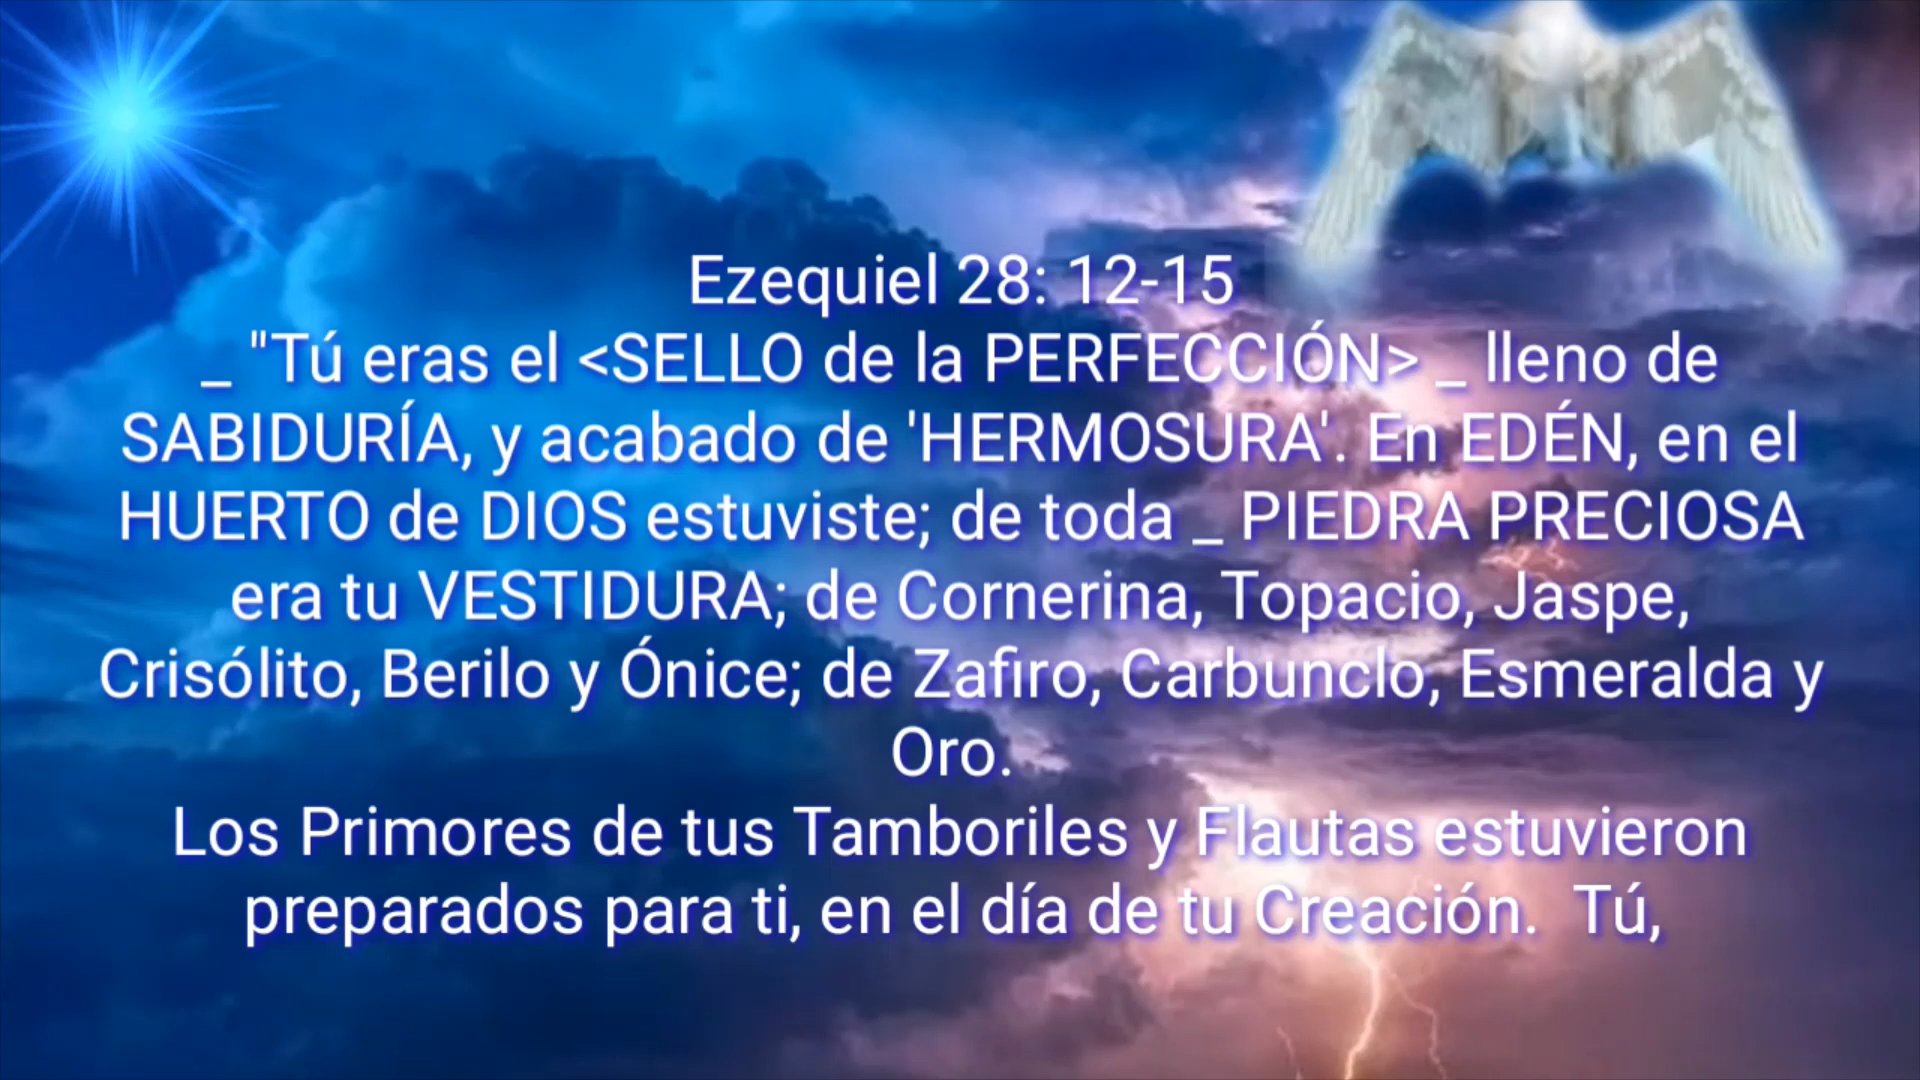 Ezequiel 28: 12-15
_ "Tú eras el <SELLO de la PERFECCIÓN> _ lleno de
SABIDURÍA, y acabado de 'HERMOSURA'. En EDÉN, en el
HUERTO de DIOS estuviste; de toda _ PIEDRA PRECIOSA
era tu VESTIDURA; de Cornerina, Topacio, Jaspe,
Crisólito, Berilo y Ónice; de Zafiro, Carbunclo, Esmeralda y
Oro.
Los Primores de tus Tamboriles y Flautas estuvieron
preparados para ti, en el día de tu Creación.  Tú,